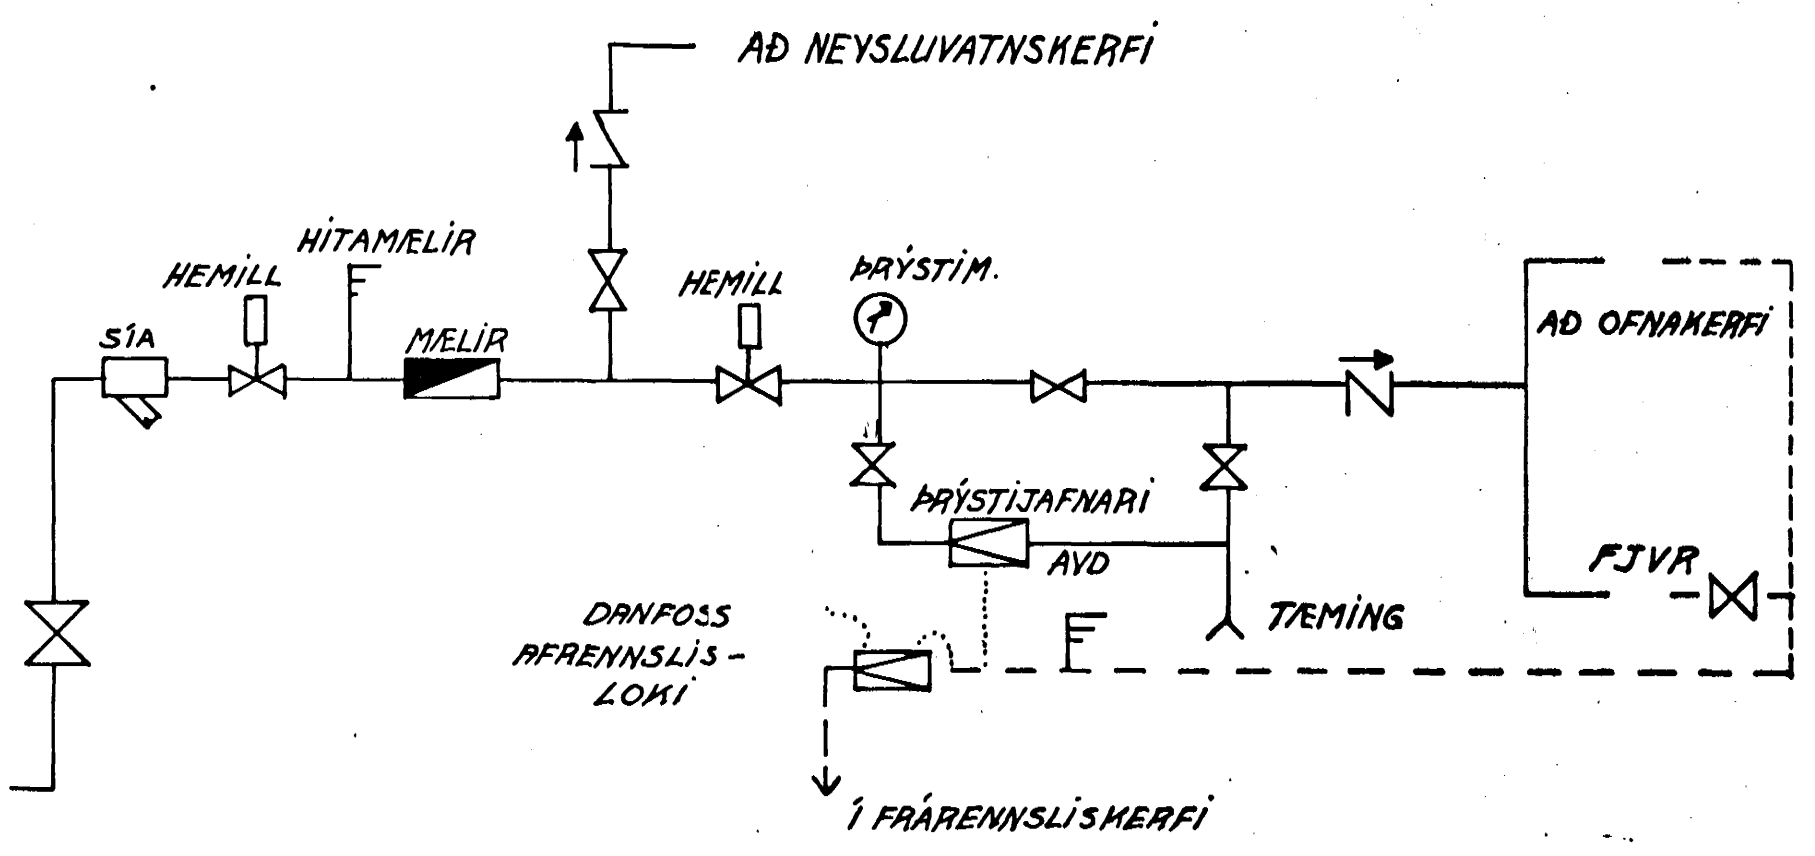 AÐ NEYSLUVATNSKERFI
HITAMÆLIR
HEMILL
SÍA
MÆLIR
HEMILL
ÞRÝSTIM.
AÐ OFNAKERFI
ÞRÝSTIJAFNARI
AVD
FJVR
DANFOSS
AFRENNSLIS-
LOKI
TÆMING
Í FRÁRENNSLISKERFI